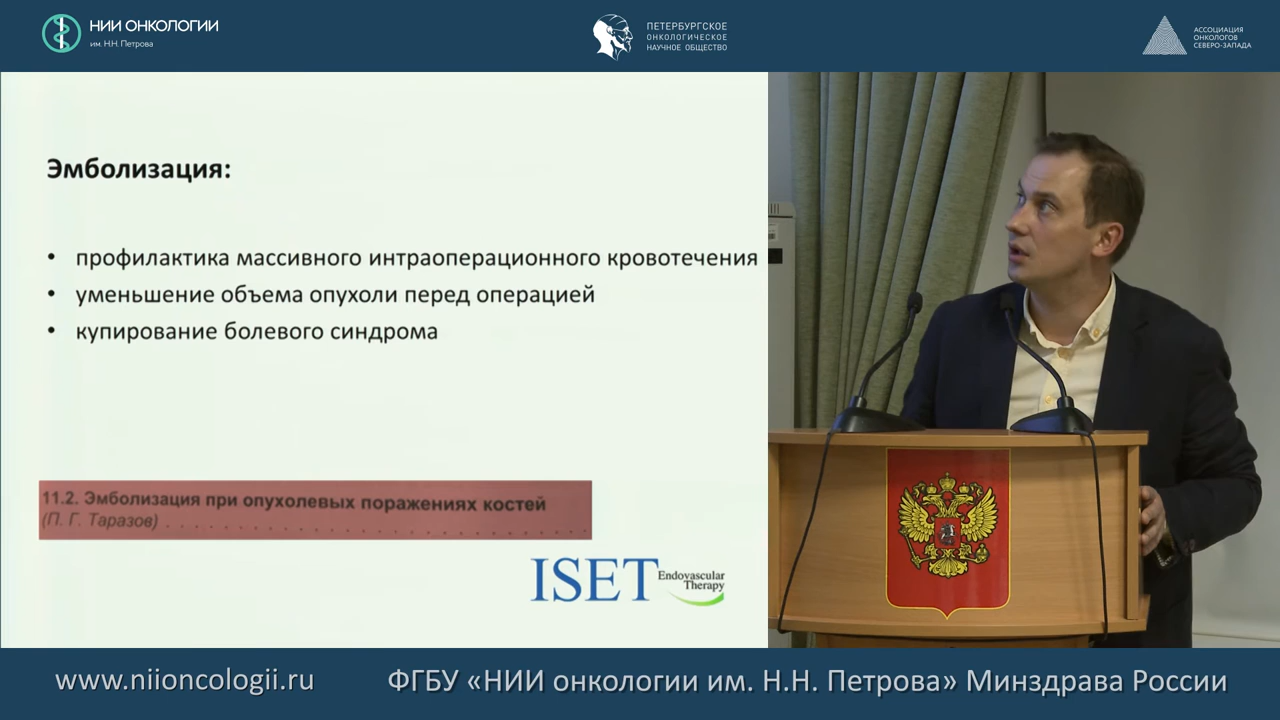 НИИ ОНКОЛОГИИ
им. Н.Н. Петрова
ПЕТЕРБУРГСКОЕ
ОНКОЛОГИЧЕСКОЕ
НАУЧНОЕ ОБЩЕСТВО
АССОЦИАЦИЯ
ОНКОЛОГОВ
СЕВЕРО-ЗАПАДА
Эмболизация:
• профилактика массивного интраоперационного кровотечения
• уменьшение объема опухоли перед операцией
• купирование болевого синдрома
11.2. Эмболизация при опухолевых поражениях костей
(П. Г. Таразов) . . . . . . . . . . . . . . . . . . . . . . . . . . . . . .
ISET Endovascular
Therapy
www.niioncologii.ru
ФГБУ «НИИ онкологии им. Н.Н. Петрова» Минздрава России